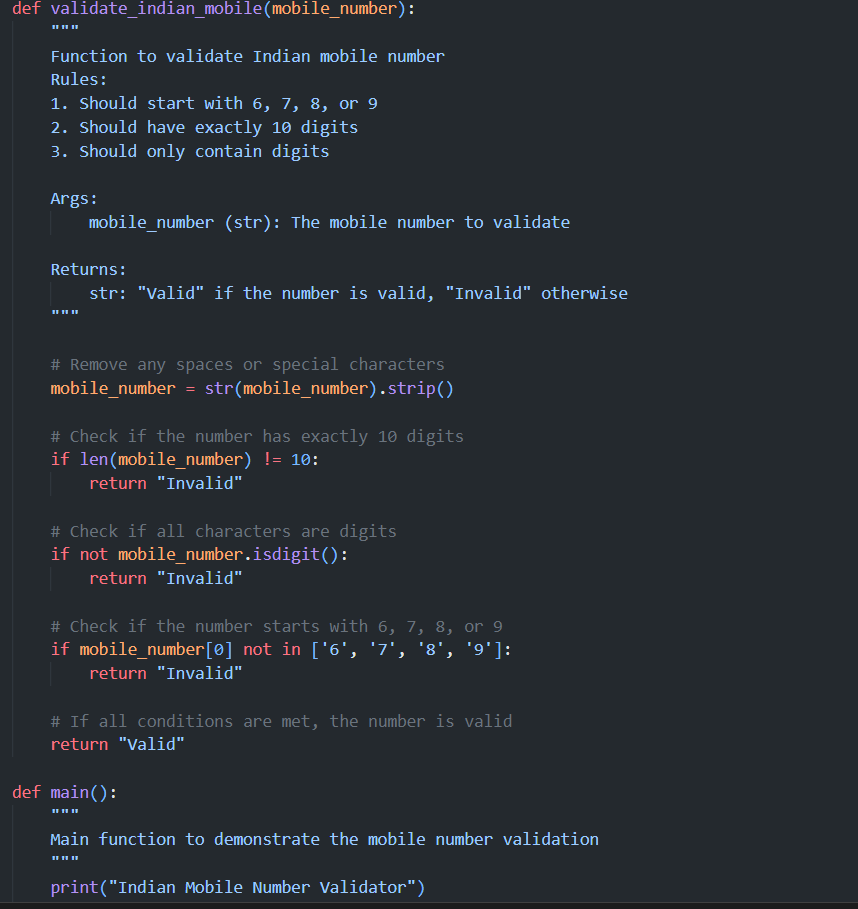 def validate_indian_mobile(mobile_number):
    """
    Function to validate Indian mobile number
    Rules:
    1. Should start with 6, 7, 8, or 9
    2. Should have exactly 10 digits
    3. Should only contain digits

    Args:
        mobile_number (str): The mobile number to validate

    Returns:
        str: "Valid" if the number is valid, "Invalid" otherwise
    """

    # Remove any spaces or special characters
    mobile_number = str(mobile_number).strip()

    # Check if the number has exactly 10 digits
    if len(mobile_number) != 10:
        return "Invalid"

    # Check if all characters are digits
    if not mobile_number.isdigit():
        return "Invalid"

    # Check if the number starts with 6, 7, 8, or 9
    if mobile_number[0] not in ['6', '7', '8', '9']:
        return "Invalid"

    # If all conditions are met, the number is valid
    return "Valid"

def main():
    """
    Main function to demonstrate the mobile number validation
    """
    print("Indian Mobile Number Validator")